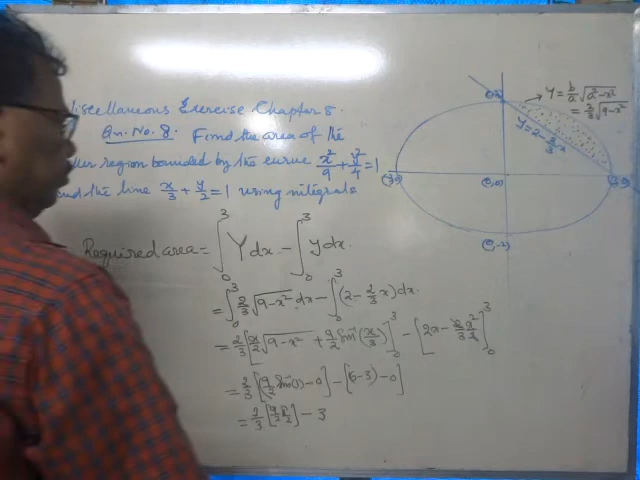 iscellaneous Exercise Chapter 8.
Qn. No. 8. Find the area of the
ller region bounded by the curve x²/9 + y²/4 = 1
and the line x/3 + y/2 = 1 using integrals
Required area = ∫₀³ Y dx − ∫₀³ y dx.
= ∫₀³ 2/3 √(9−x²) dx − ∫₀³ (2 − 2/3 x) dx.
= 2/3 [x/2 √(9−x²) + 9/2 sin⁻¹(x/3)]₀³ − [2x − 2/3 x²/2]₀³
= 2/3 [9/2 sin⁻¹(1) − 0] − [(6−3) − 0]
= 2/3 [9/2 π/2] − 3
Y = b/a √(a²−x²)
= 2/3 √(9−x²)
y = 2 − 2/3 x
(0,2)
(-3,0)
(0,0)
(3,0)
(0,-2)